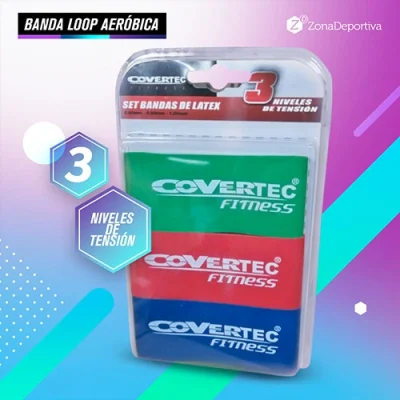 BANDA LOOP AERÓBICA
ZonaDeportiva
COVERTEC
FITNESS
3
NIVELES
DE TENSIÓN
SET BANDAS DE LATEX
3
NIVELES
DE
TENSIÓN
COVERTEC®
FITNESS
COVERTEC®
FITNESS
COVERTEC®
FITNESS